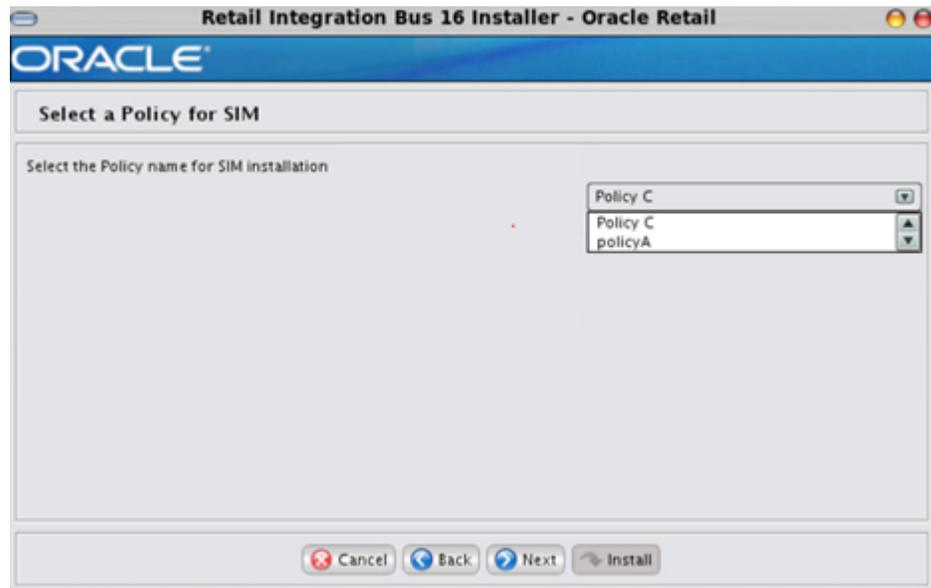 Retail Integration Bus 16 Installer - Oracle Retail
ORACLE
Select a Policy for SIM
Select the Policy name for SIM installation
Policy C
Policy C
policyA
Cancel Back Next Install